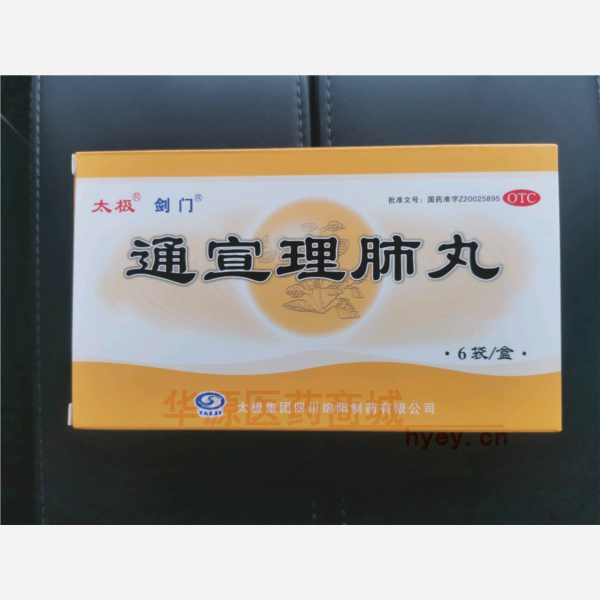 太极® 剑门®
批准文号：国药准字Z20025895 OTC
通宣理肺丸
·6袋/盒·
TAIJI 太极集团四川绵阳制药有限公司
华源医药商城
hyey.cn